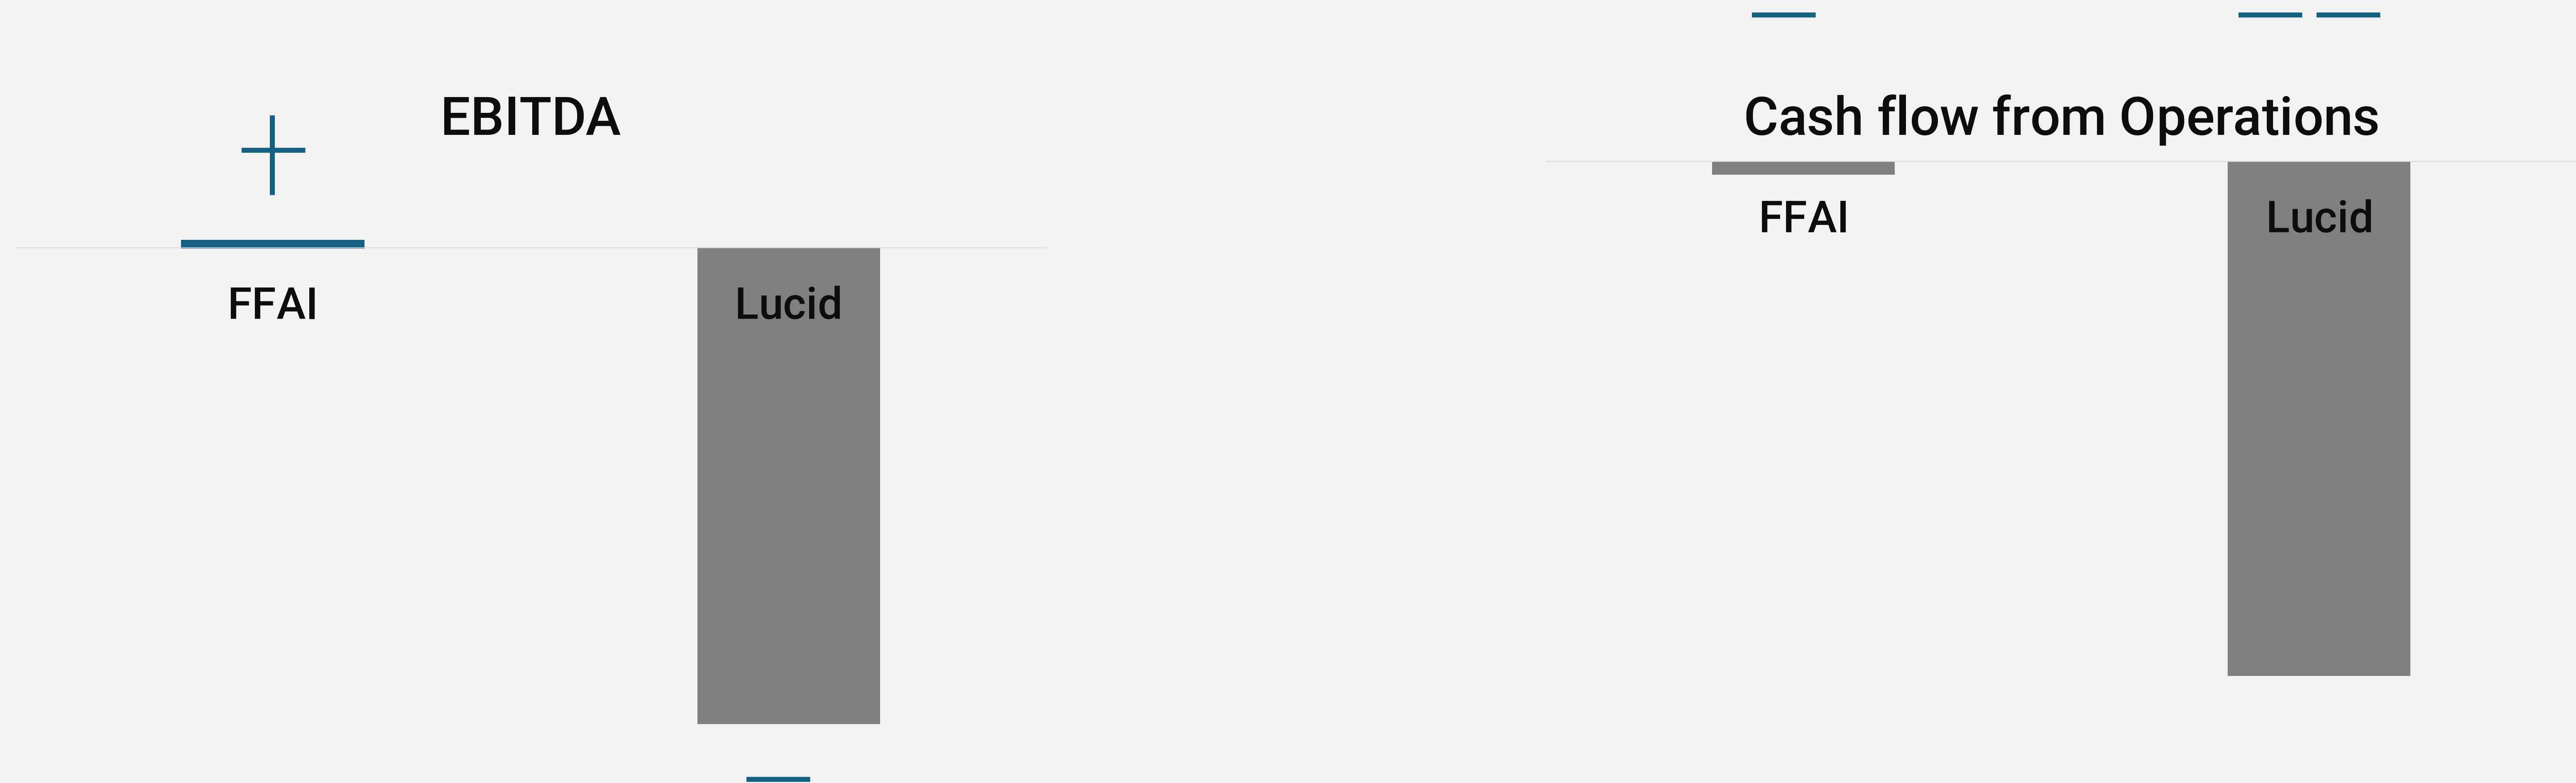 EBITDA
FFAI
Lucid
Cash flow from Operations
FFAI
Lucid